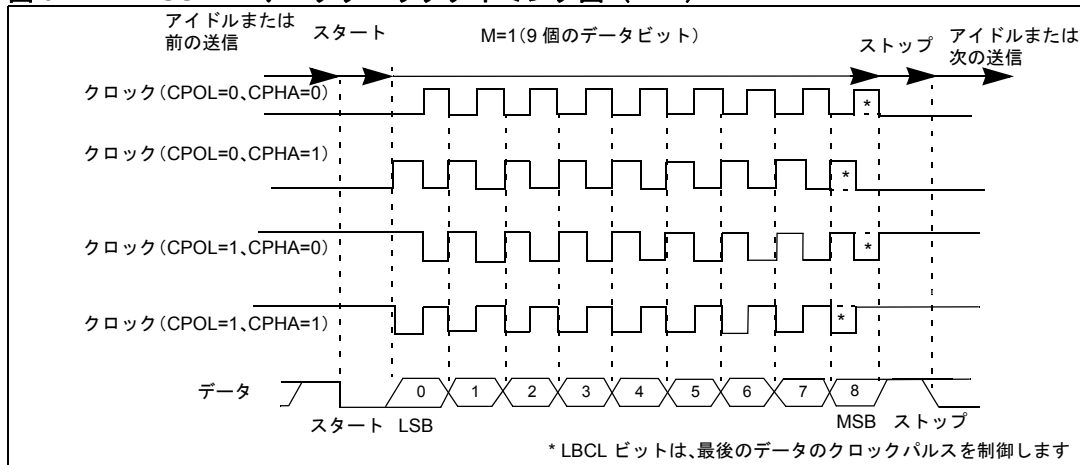 アイドルまたは
前の送信
スタート
M=1(9 個のデータビット)
ストップ
アイドルまたは
次の送信
クロック(CPOL=0、CPHA=0)
*
クロック(CPOL=0、CPHA=1)
*
クロック(CPOL=1、CPHA=0)
*
クロック(CPOL=1、CPHA=1)
*
データ
0 1 2 3 4 5 6 7 8
スタート LSB MSB ストップ
* LBCL ビットは、最後のデータのクロックパルスを制御します